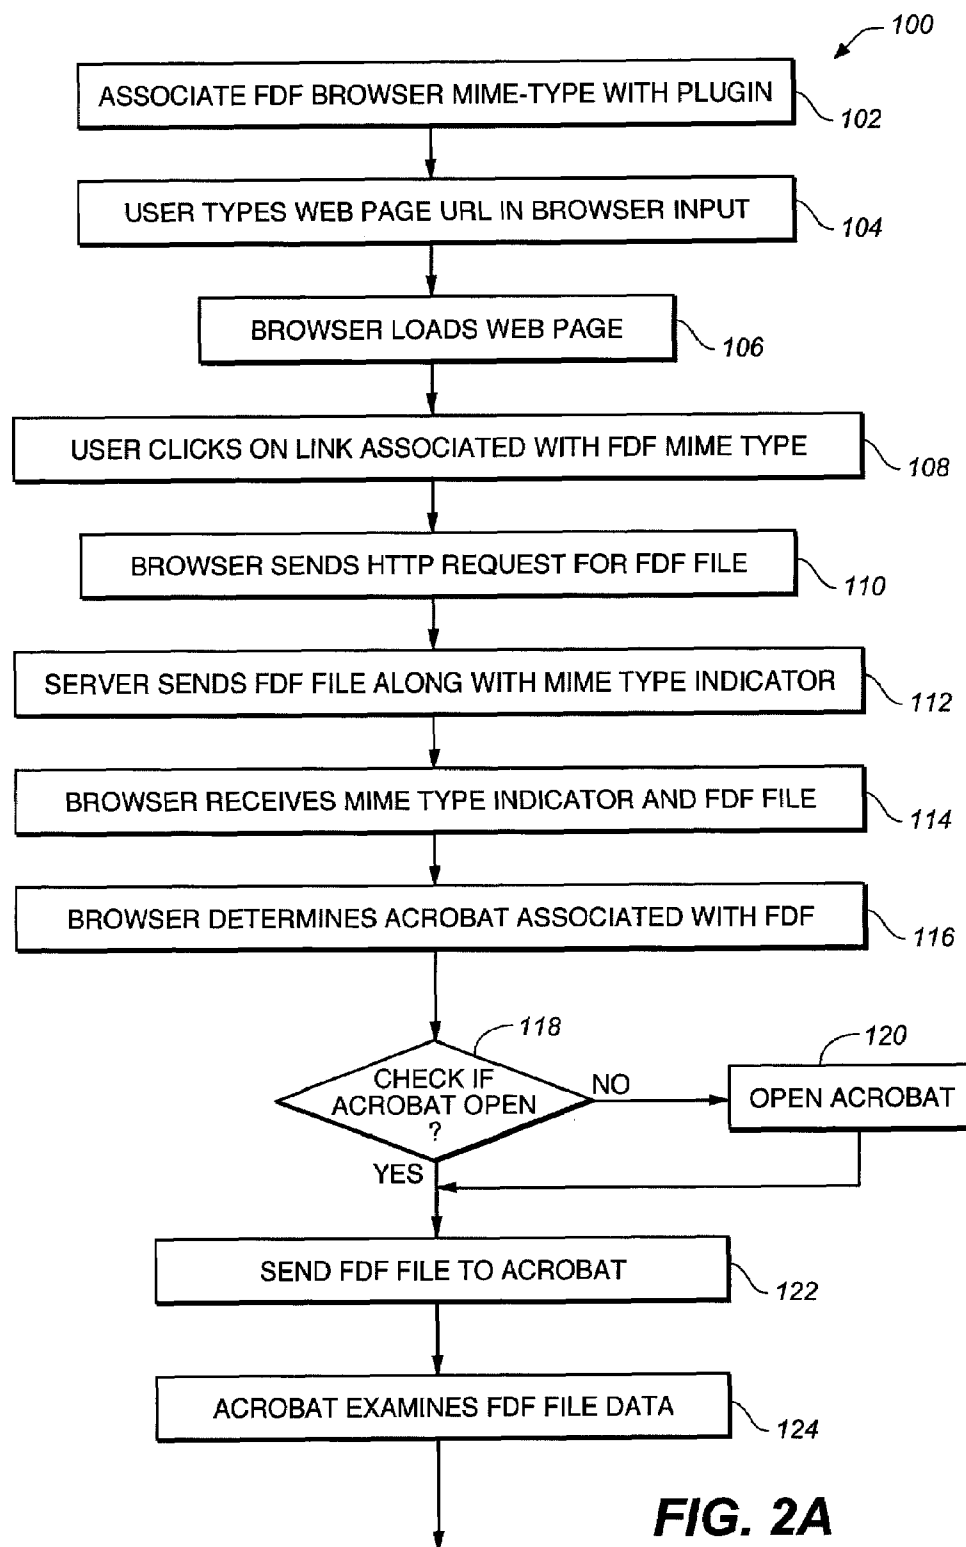 100
ASSOCIATE FDF BROWSER MIME-TYPE WITH PLUGIN
102
USER TYPES WEB PAGE URL IN BROWSER INPUT
104
BROWSER LOADS WEB PAGE
106
USER CLICKS ON LINK ASSOCIATED WITH FDF MIME TYPE
108
BROWSER SENDS HTTP REQUEST FOR FDF FILE
110
SERVER SENDS FDF FILE ALONG WITH MIME TYPE INDICATOR
112
BROWSER RECEIVES MIME TYPE INDICATOR AND FDF FILE
114
BROWSER DETERMINES ACROBAT ASSOCIATED WITH FDF
116
118
CHECK IF
ACROBAT OPEN
?
NO
120
OPEN ACROBAT
YES
SEND FDF FILE TO ACROBAT
122
ACROBAT EXAMINES FDF FILE DATA
124
FIG. 2A